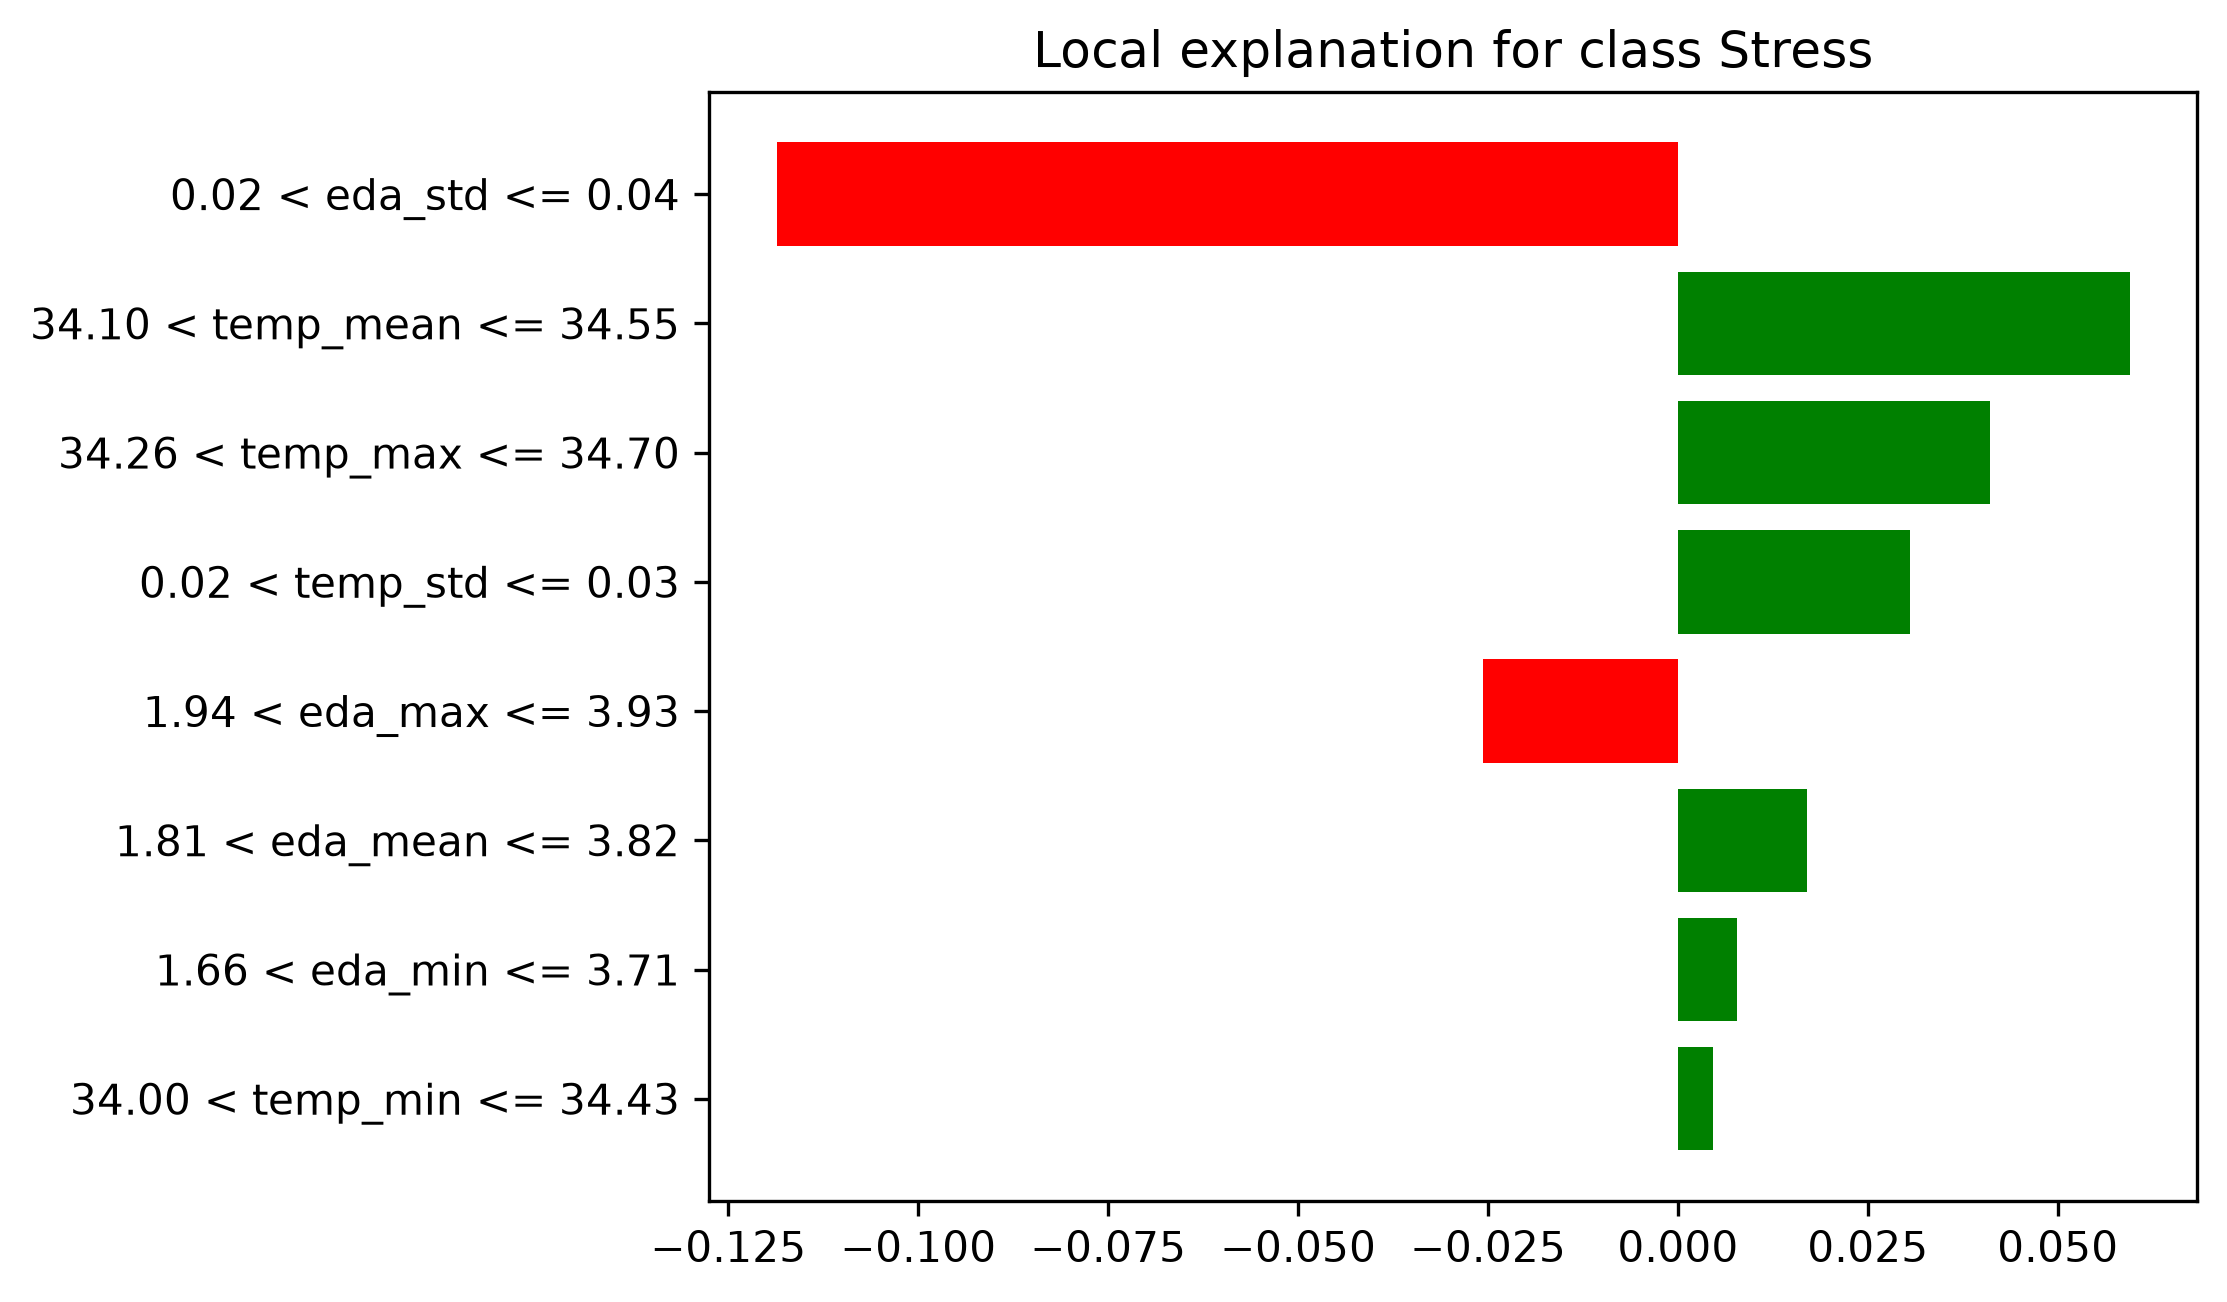 Local explanation for class Stress
0.02 < eda_std <= 0.04
34.10 < temp_mean <= 34.55
34.26 < temp_max <= 34.70
0.02 < temp_std <= 0.03
1.94 < eda_max <= 3.93
1.81 < eda_mean <= 3.82
1.66 < eda_min <= 3.71
34.00 < temp_min <= 34.43
−0.125 −0.100 −0.075 −0.050 −0.025 0.000 0.025 0.050